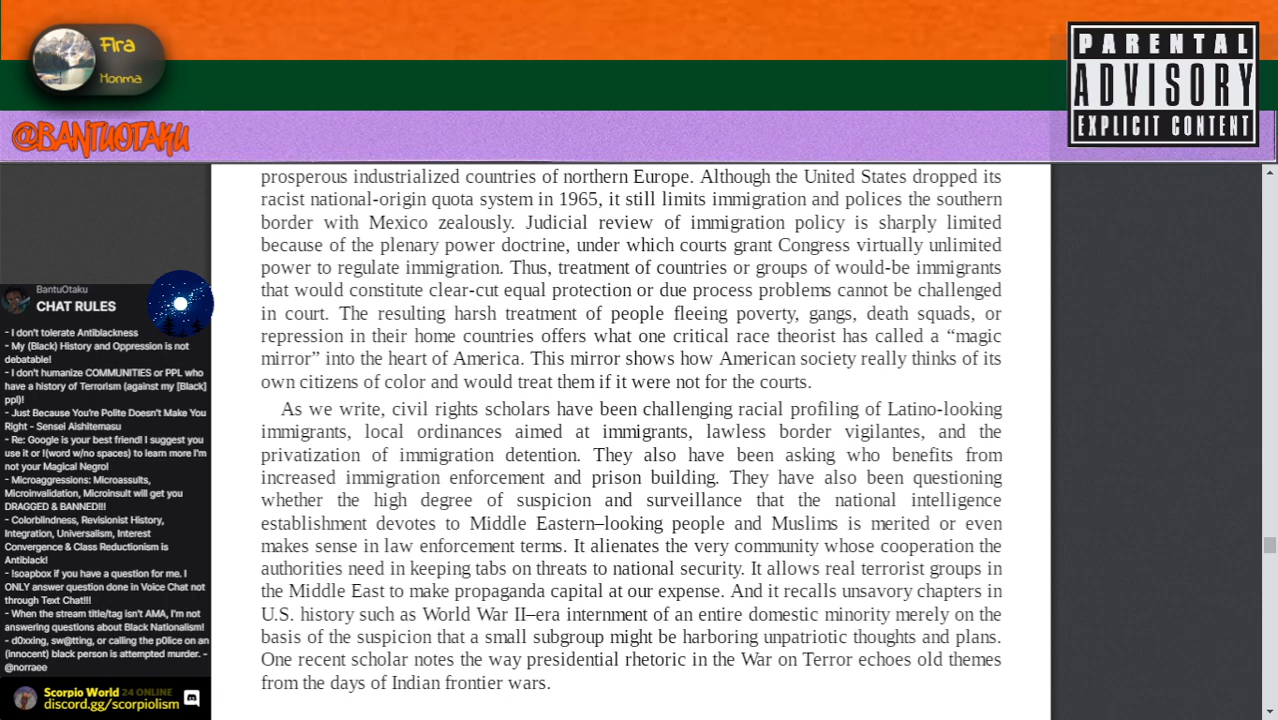 Fira
Honma
PARENTAL
ADVISORY
EXPLICIT CONTENT
@BANTUOTAKU
prosperous industrialized countries of northern Europe. Although the United States dropped its
racist national-origin quota system in 1965, it still limits immigration and polices the southern
border with Mexico zealously. Judicial review of immigration policy is sharply limited
because of the plenary power doctrine, under which courts grant Congress virtually unlimited
power to regulate immigration. Thus, treatment of countries or groups of would-be immigrants
that would constitute clear-cut equal protection or due process problems cannot be challenged
in court. The resulting harsh treatment of people fleeing poverty, gangs, death squads, or
repression in their home countries offers what one critical race theorist has called a “magic
mirror” into the heart of America. This mirror shows how American society really thinks of its
own citizens of color and would treat them if it were not for the courts.
As we write, civil rights scholars have been challenging racial profiling of Latino-looking
immigrants, local ordinances aimed at immigrants, lawless border vigilantes, and the
privatization of immigration detention. They also have been asking who benefits from
increased immigration enforcement and prison building. They have also been questioning
whether the high degree of suspicion and surveillance that the national intelligence
establishment devotes to Middle Eastern–looking people and Muslims is merited or even
makes sense in law enforcement terms. It alienates the very community whose cooperation the
authorities need in keeping tabs on threats to national security. It allows real terrorist groups in
the Middle East to make propaganda capital at our expense. And it recalls unsavory chapters in
U.S. history such as World War II–era internment of an entire domestic minority merely on the
basis of the suspicion that a small subgroup might be harboring unpatriotic thoughts and plans.
One recent scholar notes the way presidential rhetoric in the War on Terror echoes old themes
from the days of Indian frontier wars.
BantuOtaku
CHAT RULES
- I don't tolerate Antiblackness
- My (Black) History and Oppression is not
debatable!
- I don't humanize COMMUNITIES or PPL who
have a history of Terrorism (against my [Black]
ppl)!
- Just Because You're Polite Doesn't Make You
Right - Sensei Aishitemasu
- Re: Google is your best friend! I suggest you
use it or !(word w/no spaces) to learn more I'm
not your Magical Negro!
- Microaggressions: Microassults,
Microinvalidation, Microinsult will get you
DRAGGED & BANNED!!!
- Colorblindness, Revisionist History,
Integration, Universalism, Interest
Convergence & Class Reductionism is
Antiblack!
- !soapbox if you have a question for me. I
ONLY answer question done in Voice Chat not
through Text Chat!!!
- When the stream title/tag isn't AMA, I'm not
answering questions about Black Nationalism!
- d0xxing, sw@tting, or calling the p0lice on an
(innocent) black person is attempted murder. -
@norraee
Scorpio World 24 ONLINE
discord.gg/scorpiolism